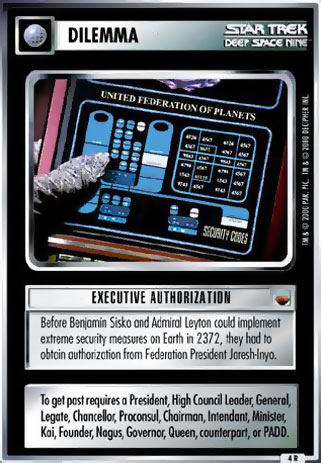 DILEMMA
STAR TREK
DEEP SPACE NINE
UNITED FEDERATION OF PLANETS
SECURITY CODES
TM & © 2000 PAR. PIC. TM & © 2000 DECIPHER INC.
EXECUTIVE AUTHORIZATION
Before Benjamin Sisko and Admiral Leyton could implement
extreme security measures on Earth in 2372, they had to
obtain authorization from Federation President Jaresh-Inyo.
To get past requires a President, High Council Leader, General,
Legate, Chancellor, Proconsul, Chairman, Intendant, Minister,
Kai, Founder, Nagus, Governor, Queen, counterpart, or PADD.
4 R